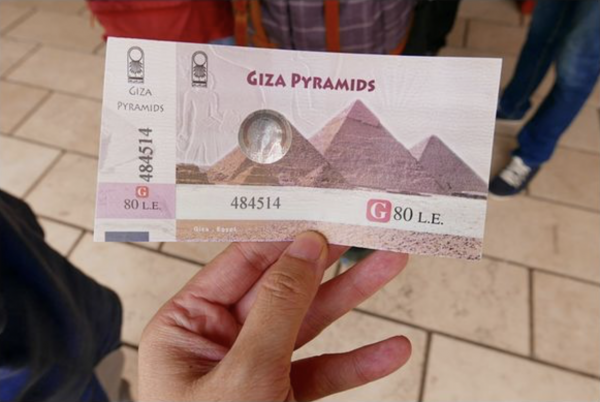 GIZA
PYRAMIDS
484514
G
80 L.E.
GIZA PYRAMIDS
484514
G 80 L.E.
Giza . Egypt